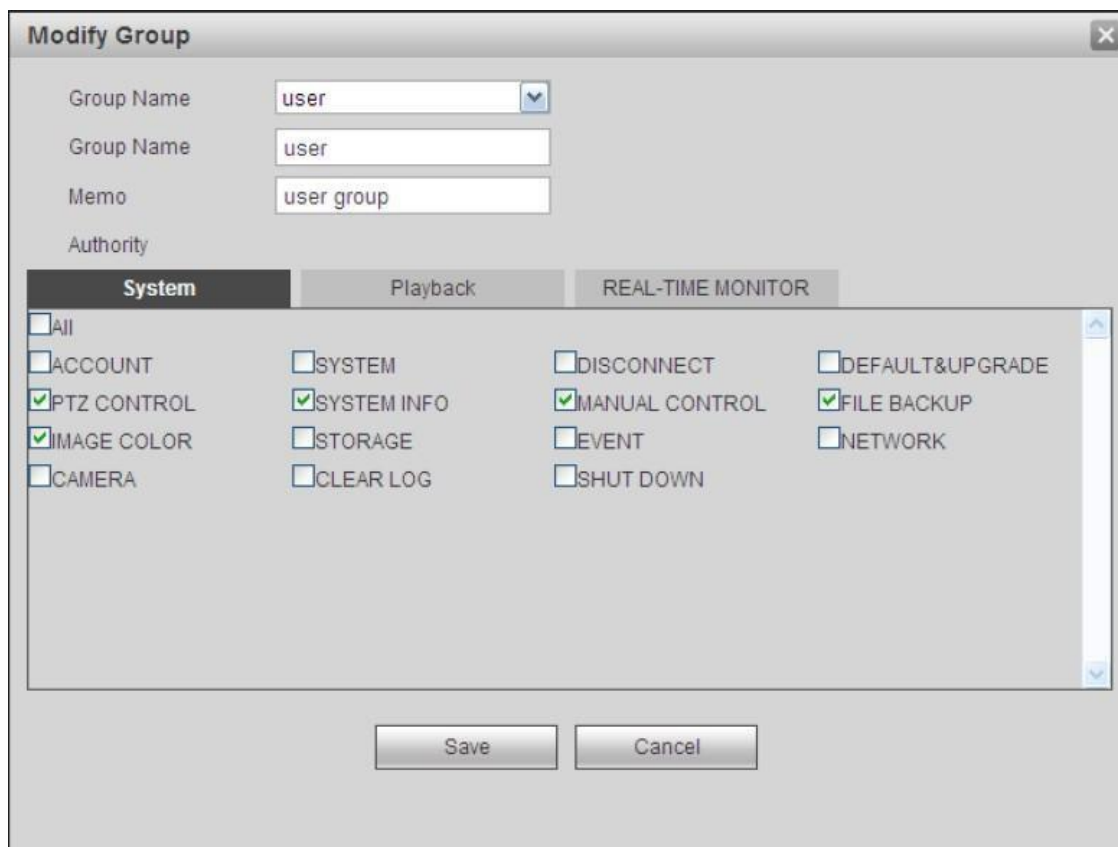 Modify Group
Group Name user
Group Name user
Memo user group
Authority
System Playback REAL-TIME MONITOR
All
ACCOUNT SYSTEM DISCONNECT DEFAULT&UPGRADE
PTZ CONTROL SYSTEM INFO MANUAL CONTROL FILE BACKUP
IMAGE COLOR STORAGE EVENT NETWORK
CAMERA CLEAR LOG SHUT DOWN
Save Cancel